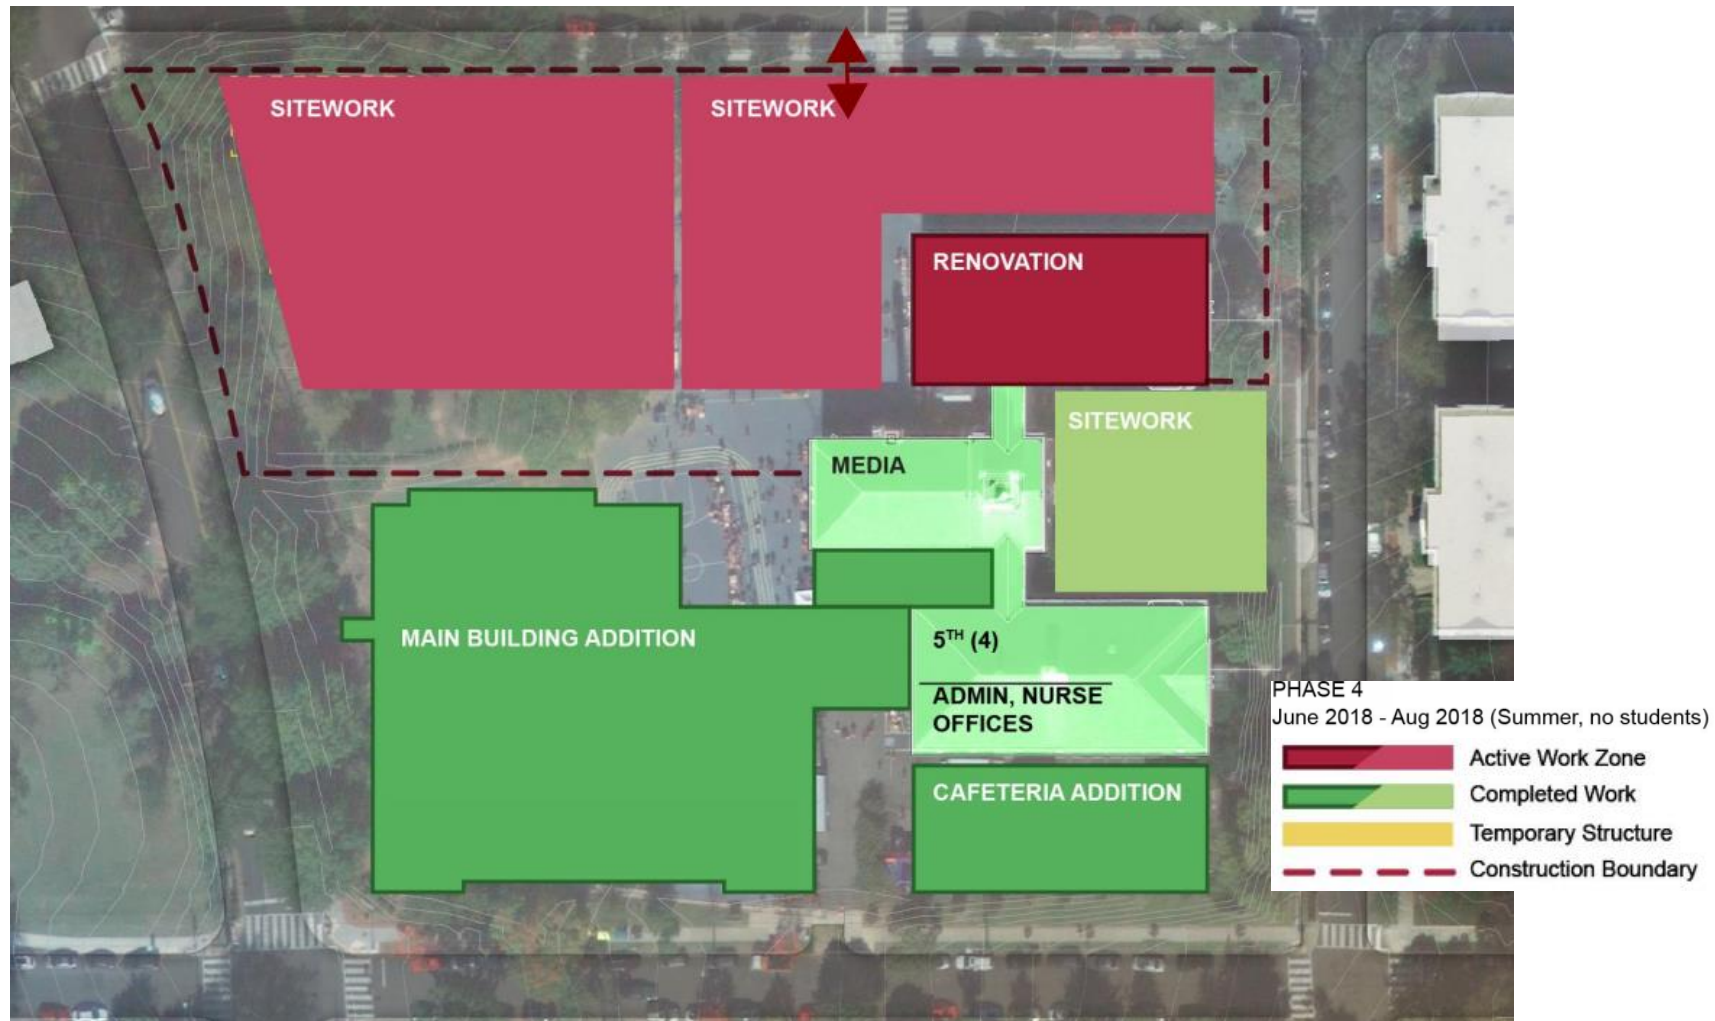 SITEWORK
SITEWORK
RENOVATION
SITEWORK
MEDIA
MAIN BUILDING ADDITION
5TH (4)
ADMIN, NURSE
OFFICES
CAFETERIA ADDITION
PHASE 4
June 2018 - Aug 2018 (Summer, no students)
Active Work Zone
Completed Work
Temporary Structure
Construction Boundary